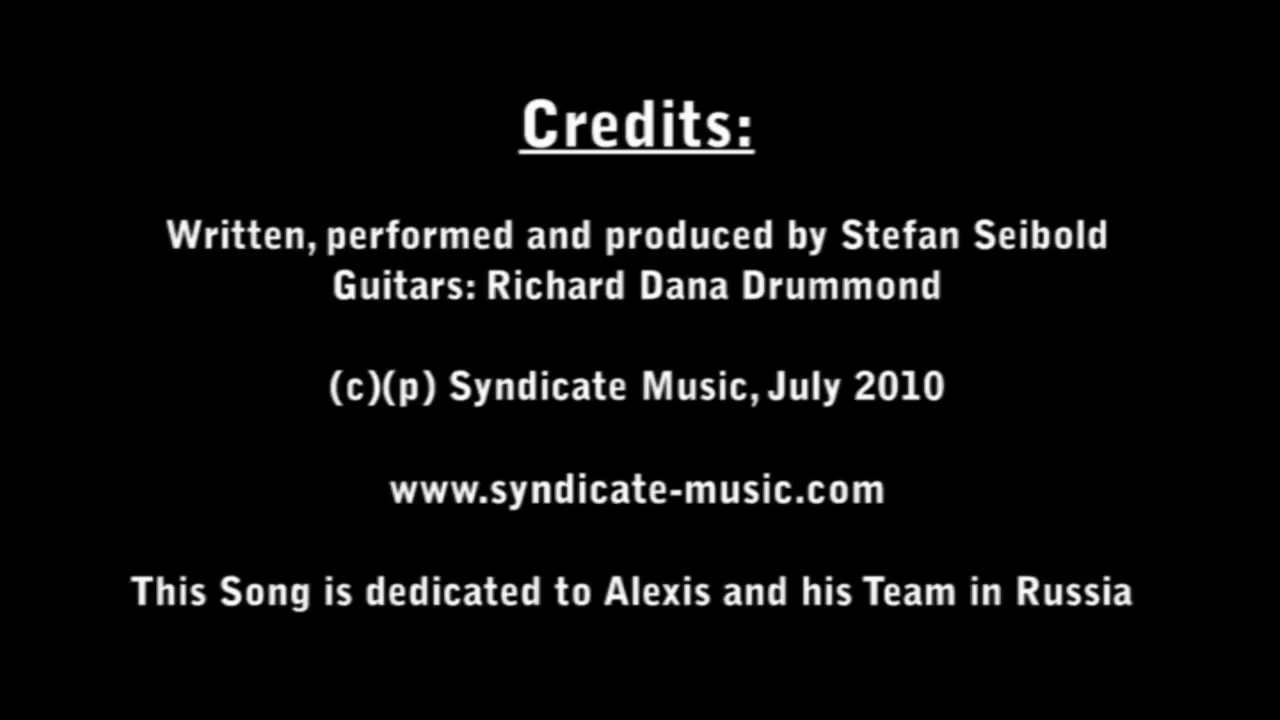 Credits:
Written, performed and produced by Stefan Seibold
Guitars: Richard Dana Drummond
(c)(p) Syndicate Music, July 2010
www.syndicate-music.com
This Song is dedicated to Alexis and his Team in Russia